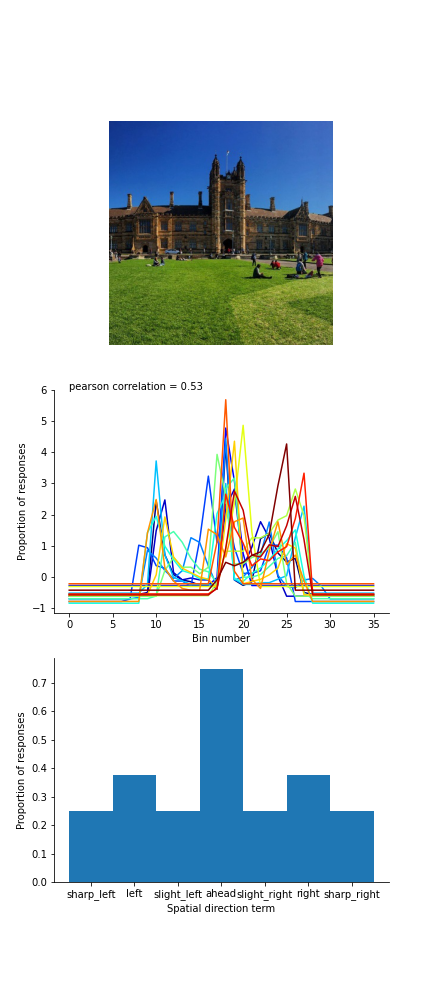 pearson correlation = 0.53
Proportion of responses
6
5
4
3
2
1
0
−1
0 5 10 15 20 25 30 35
Bin number
Proportion of responses
0.7
0.6
0.5
0.4
0.3
0.2
0.1
0.0
sharp_left left slight_left ahead slight_right right sharp_right
Spatial direction term